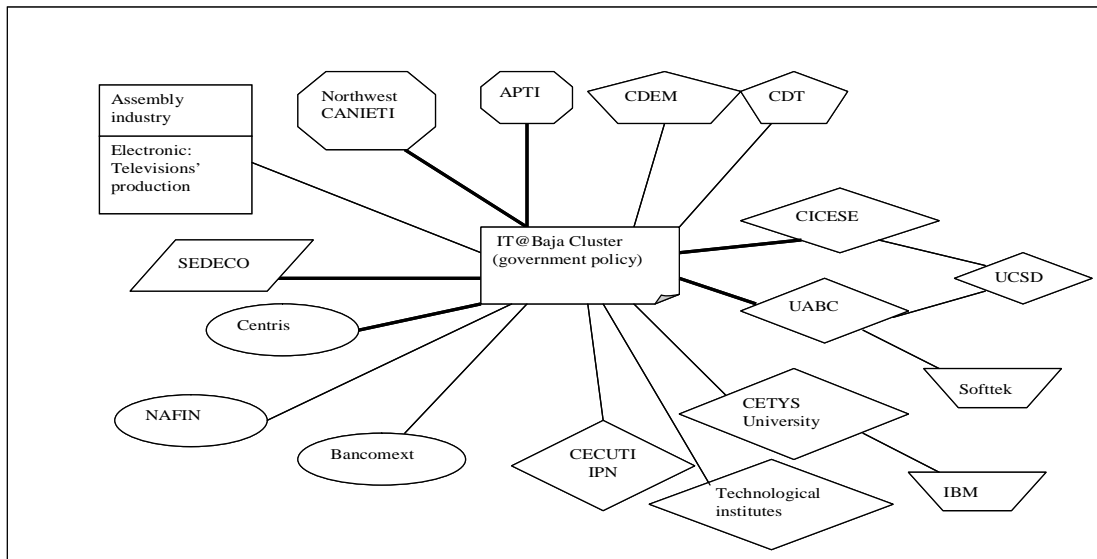 Assembly
industry
Electronic:
Televisions'
production
Northwest
CANIETI
APTI
CDEM
CDT
CICESE
UCSD
UABC
Softtek
IT@Baja Cluster
(government policy)
SEDECO
Centris
NAFIN
Bancomext
CECUTI
IPN
CETYS
University
Technological
institutes
IBM